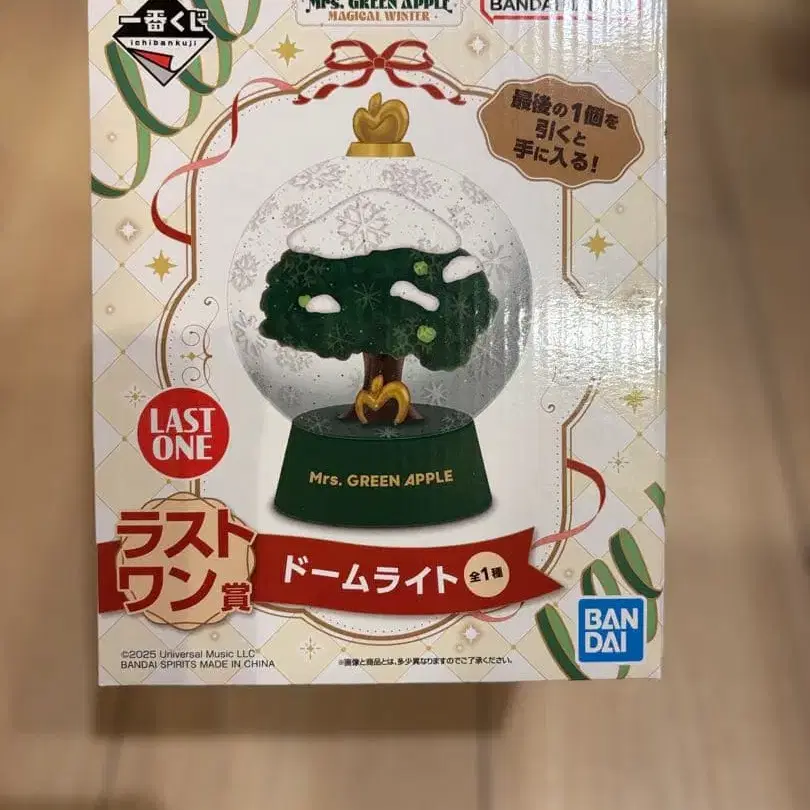 一番くじ
ichibankuji
Mrs. GREEN APPLE
MAGICAL WINTER
BANDAI
最後の1個を
引くと
手に入る!
Mrs. GREEN APPLE
LAST
ONE
ラスト
ワン賞
ドームライト 全1種
BAN
DAI
©2025 Universal Music LLC
BANDAI SPIRITS MADE IN CHINA
※画像と商品とは、多少異なりますのでご了承ください。